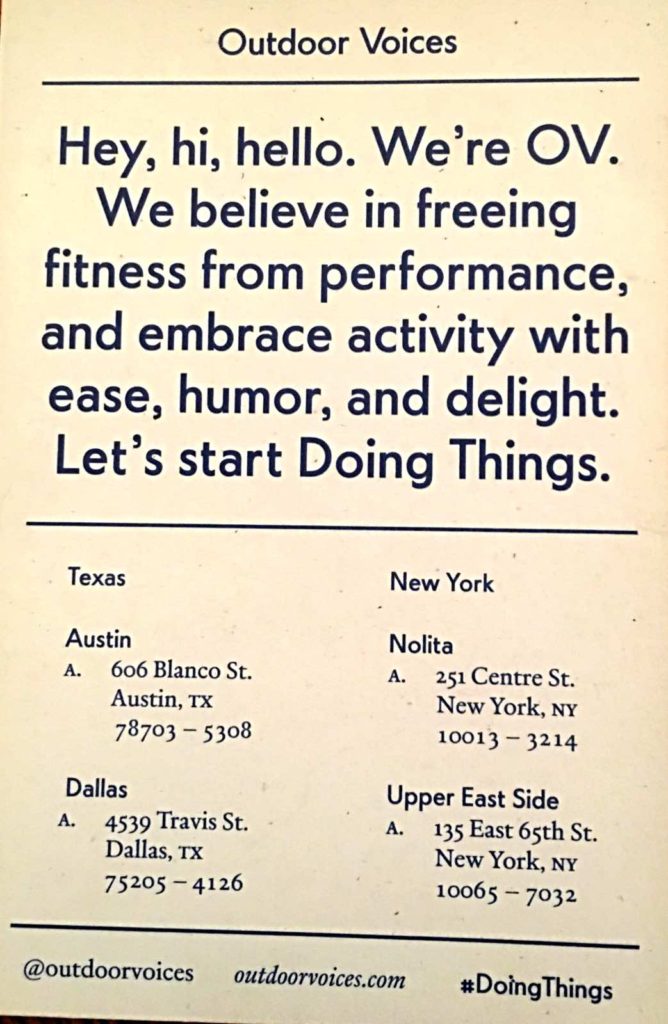 Outdoor Voices
Hey, hi, hello. We're OV.
We believe in freeing
fitness from performance,
and embrace activity with
ease, humor, and delight.
Let's start Doing Things.
Texas
Austin
A. 606 Blanco St.
Austin, TX
78703 – 5308
Dallas
A. 4539 Travis St.
Dallas, TX
75205 – 4126
New York
Nolita
A. 251 Centre St.
New York, NY
10013 – 3214
Upper East Side
A. 135 East 65th St.
New York, NY
10065 – 7032
@outdoorvoices outdoorvoices.com #DoingThings